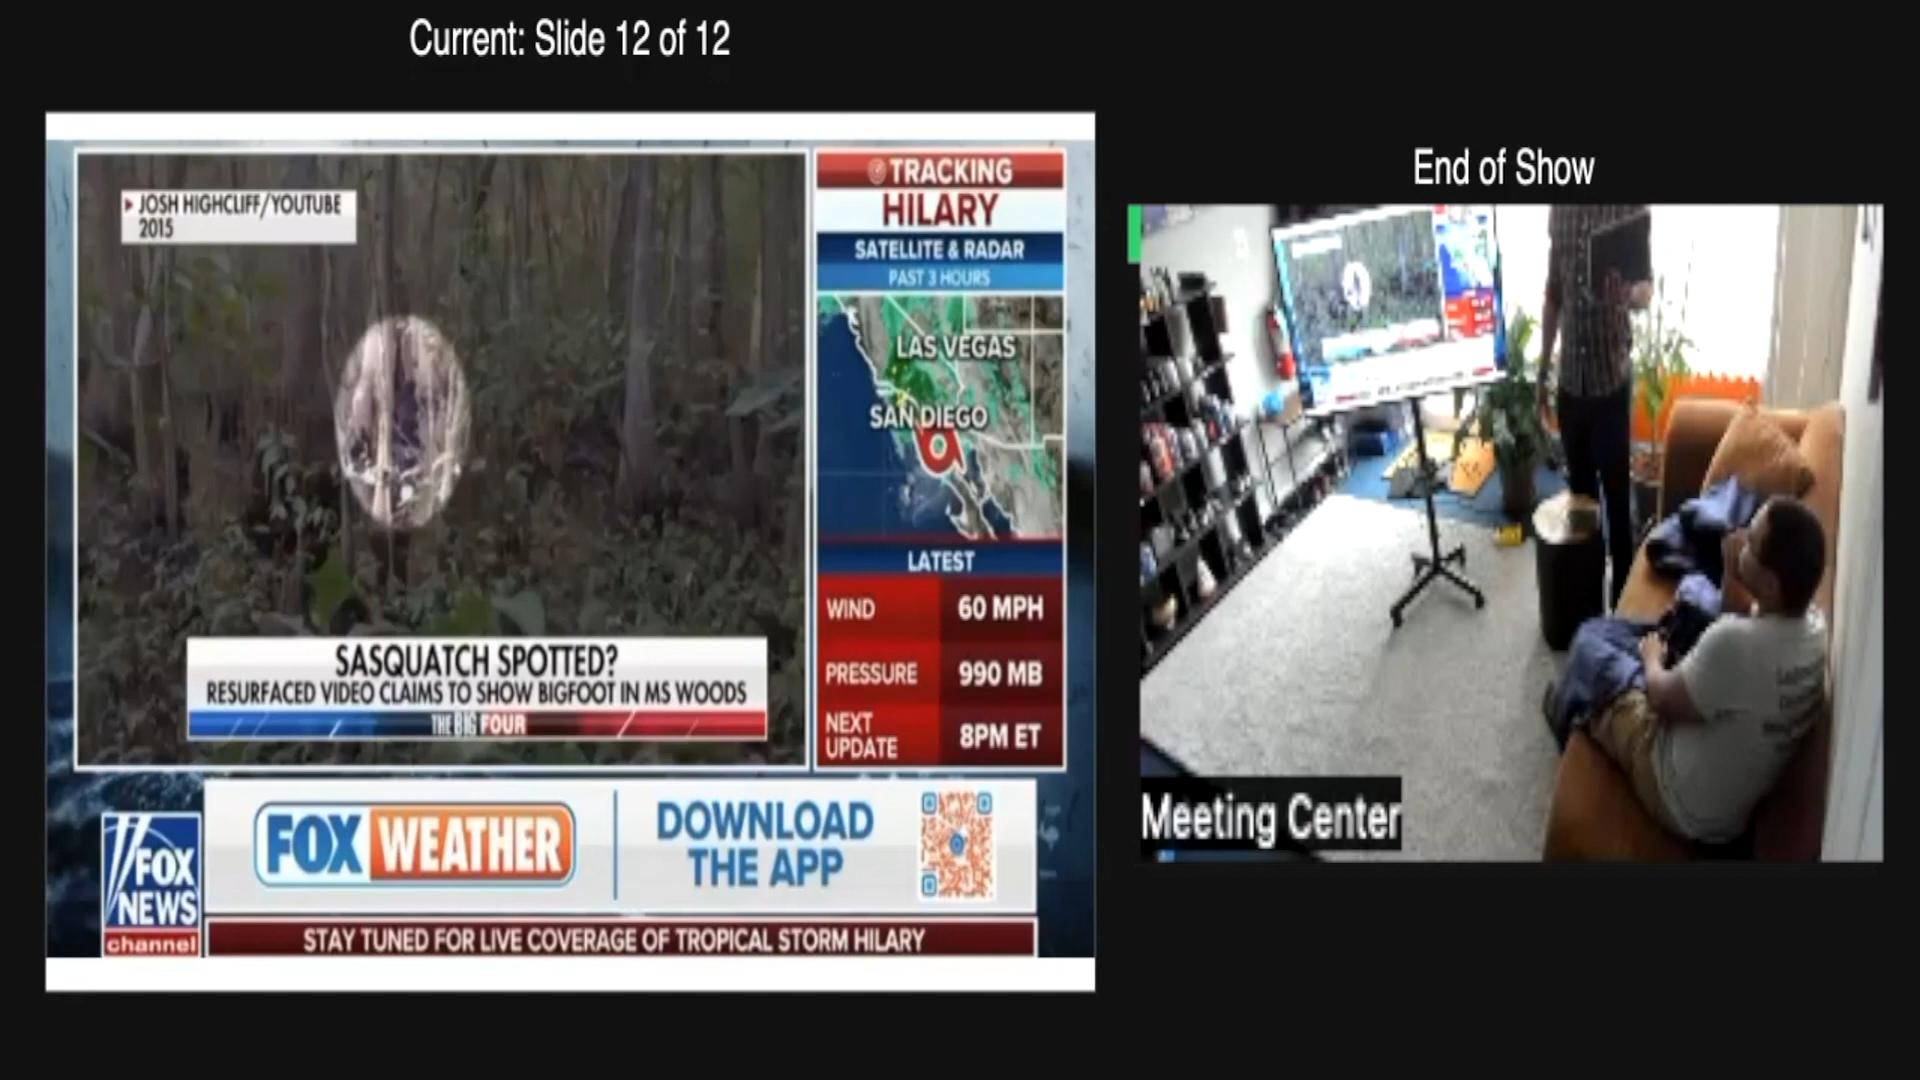 Current: Slide 12 of 12
JOSH HIGHCLIFF/YOUTUBE
2015
SASQUATCH SPOTTED?
RESURFACED VIDEO CLAIMS TO SHOW BIGFOOT IN MS WOODS
THE BIG FOUR
TRACKING
HILARY
SATELLITE & RADAR
PAST 3 HOURS
LAS VEGAS
SAN DIEGO
LATEST
WIND 60 MPH
PRESSURE 990 MB
NEXT UPDATE 8PM ET
FOX WEATHER
DOWNLOAD
THE APP
FOX
NEWS
channel
STAY TUNED FOR LIVE COVERAGE OF TROPICAL STORM HILARY
End of Show
Meeting Center